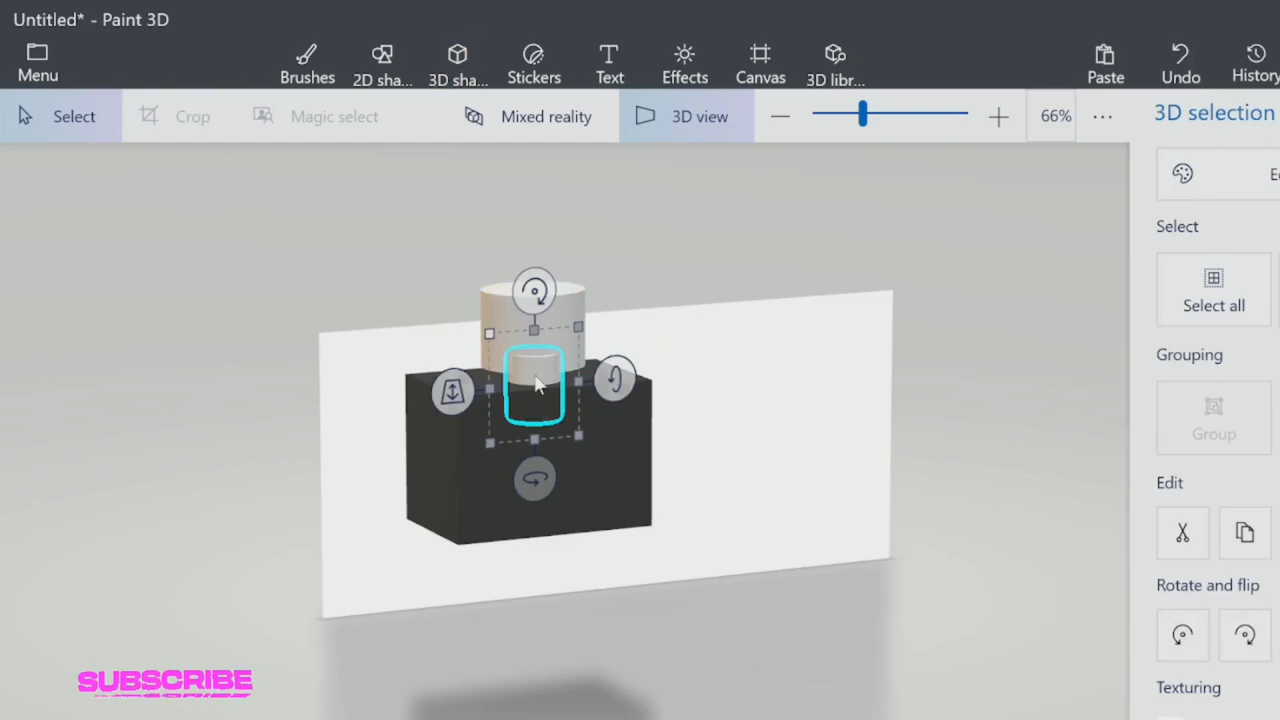 Untitled* - Paint 3D
Menu
Brushes
2D sha...
3D sha...
Stickers
Text
Effects
Canvas
3D libr...
Paste
Undo
History
Select
Crop
Magic select
Mixed reality
3D view
66%
3D selection
Select
Select all
Grouping
Group
Edit
Rotate and flip
Texturing
SUBSCRIBE